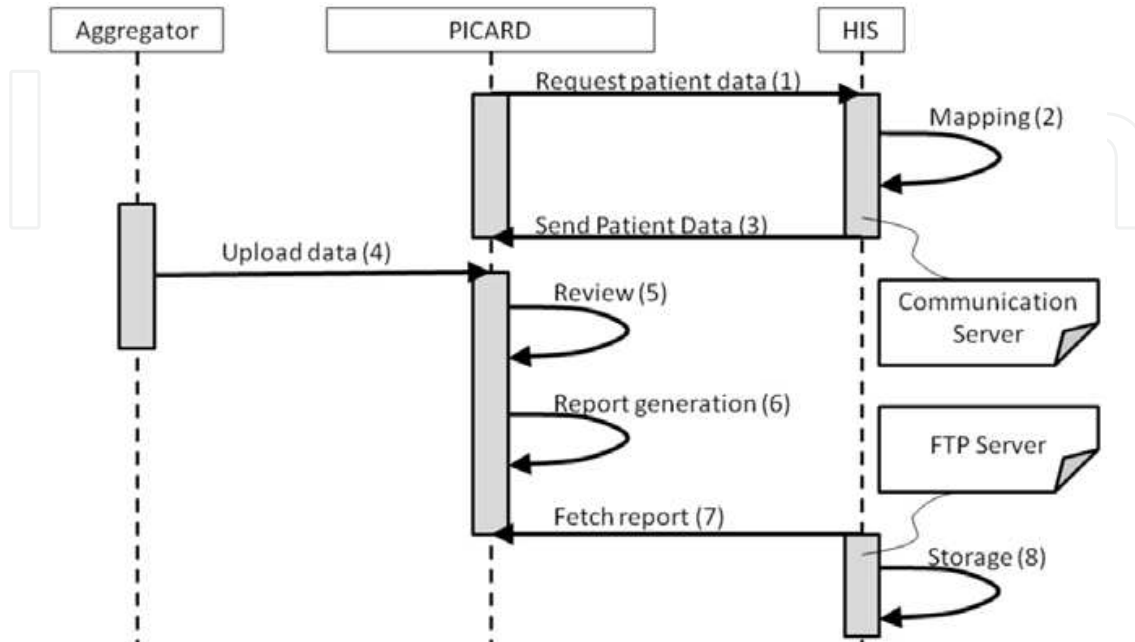 Aggregator
PICARD
HIS
Request patient data (1)
Mapping (2)
Send Patient Data (3)
Upload data (4)
Review (5)
Communication
Server
Report generation (6)
FTP Server
Fetch report (7)
Storage (8)